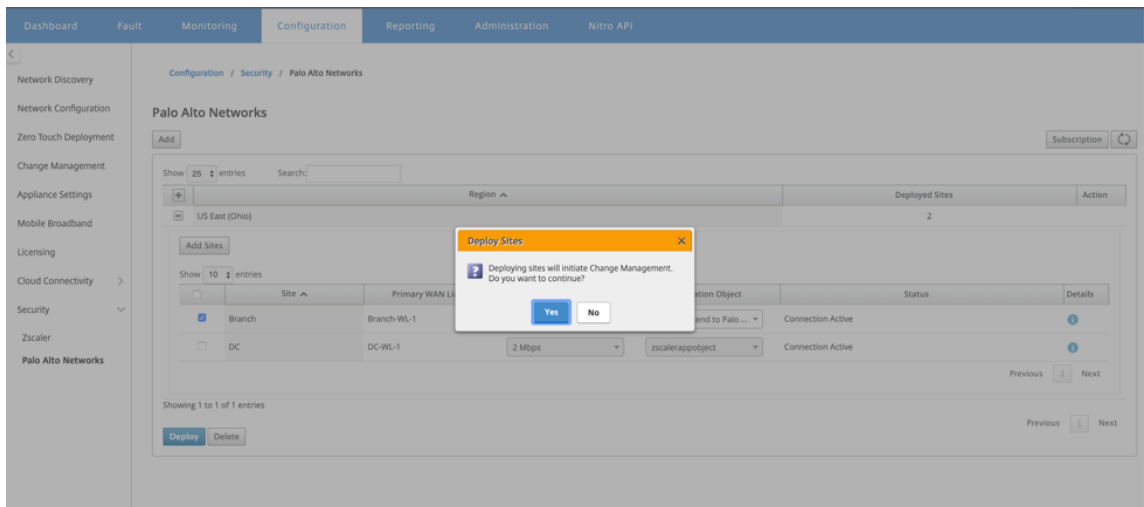 Dashboard Fault Monitoring Configuration Reporting Administration Nitro API
Network Discovery
Network Configuration
Zero Touch Deployment
Change Management
Appliance Settings
Mobile Broadband
Licensing
Cloud Connectivity
Security
Zscaler
Palo Alto Networks
Configuration / Security / Palo Alto Networks
Palo Alto Networks
Add Subscription
Show 25 entries Search:
Region Deployed Sites Action
US East (Ohio) 2
Add Sites
Show 10 entries
Site Primary WAN Object Status Details
Branch Branch-WL-1 end to Palo ... Connection Active
DC DC-WL-1 2 Mbps zscalerappobject Connection Active
Previous 1 Next
Showing 1 to 1 of 1 entries
Previous 1 Next
Deploy Delete
Deploy Sites
Deploying sites will initiate Change Management.
Do you want to continue?
Yes No